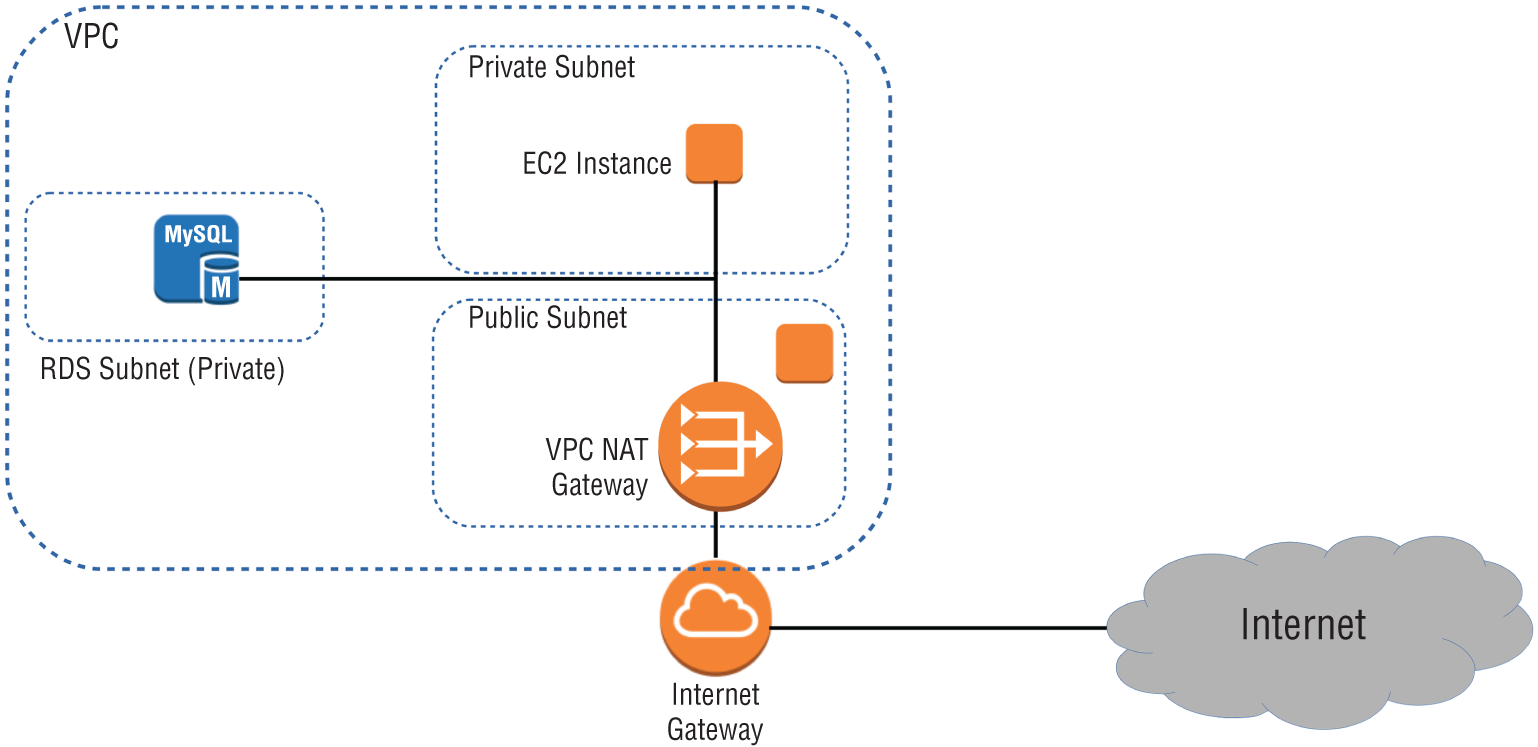 VPC
Private Subnet
EC2 Instance
MySQL
M
RDS Subnet (Private)
Public Subnet
VPC NAT
Gateway
Internet
Gateway
Internet